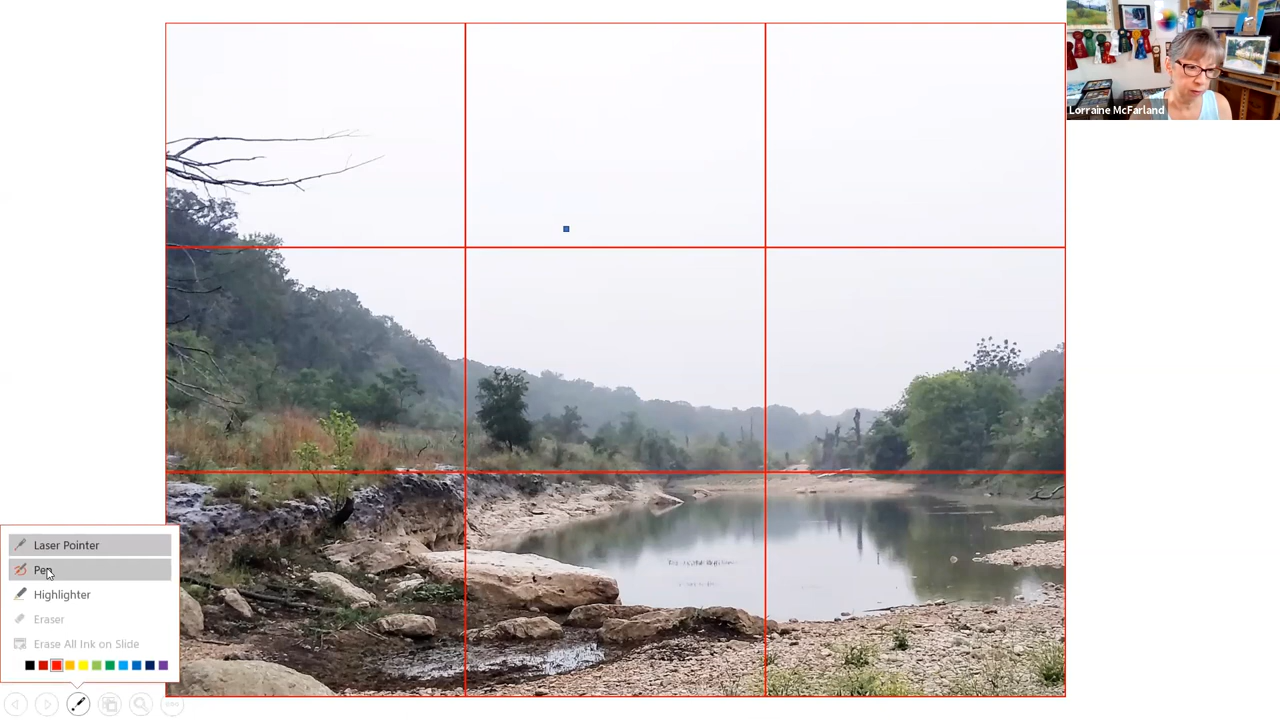 Lorraine McFarland
Laser Pointer
Pen
Highlighter
Eraser
Erase All Ink on Slide